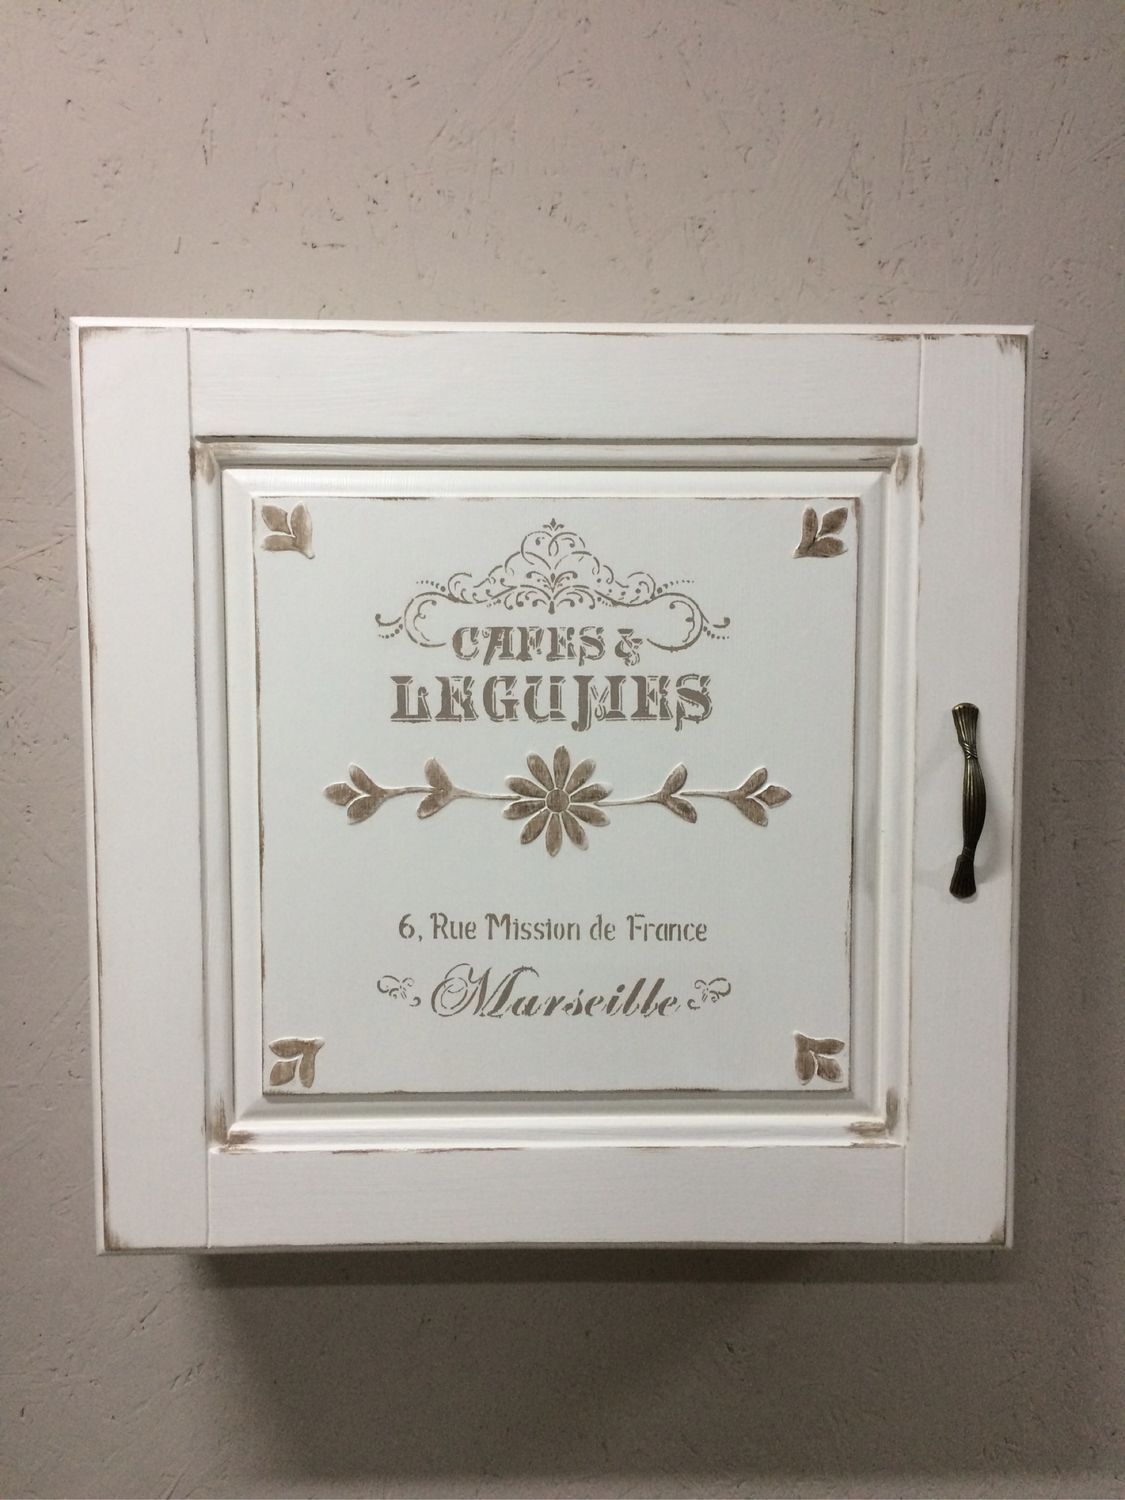 CAFES &
LEGUMES
6, Rue Mission de France
Marseille